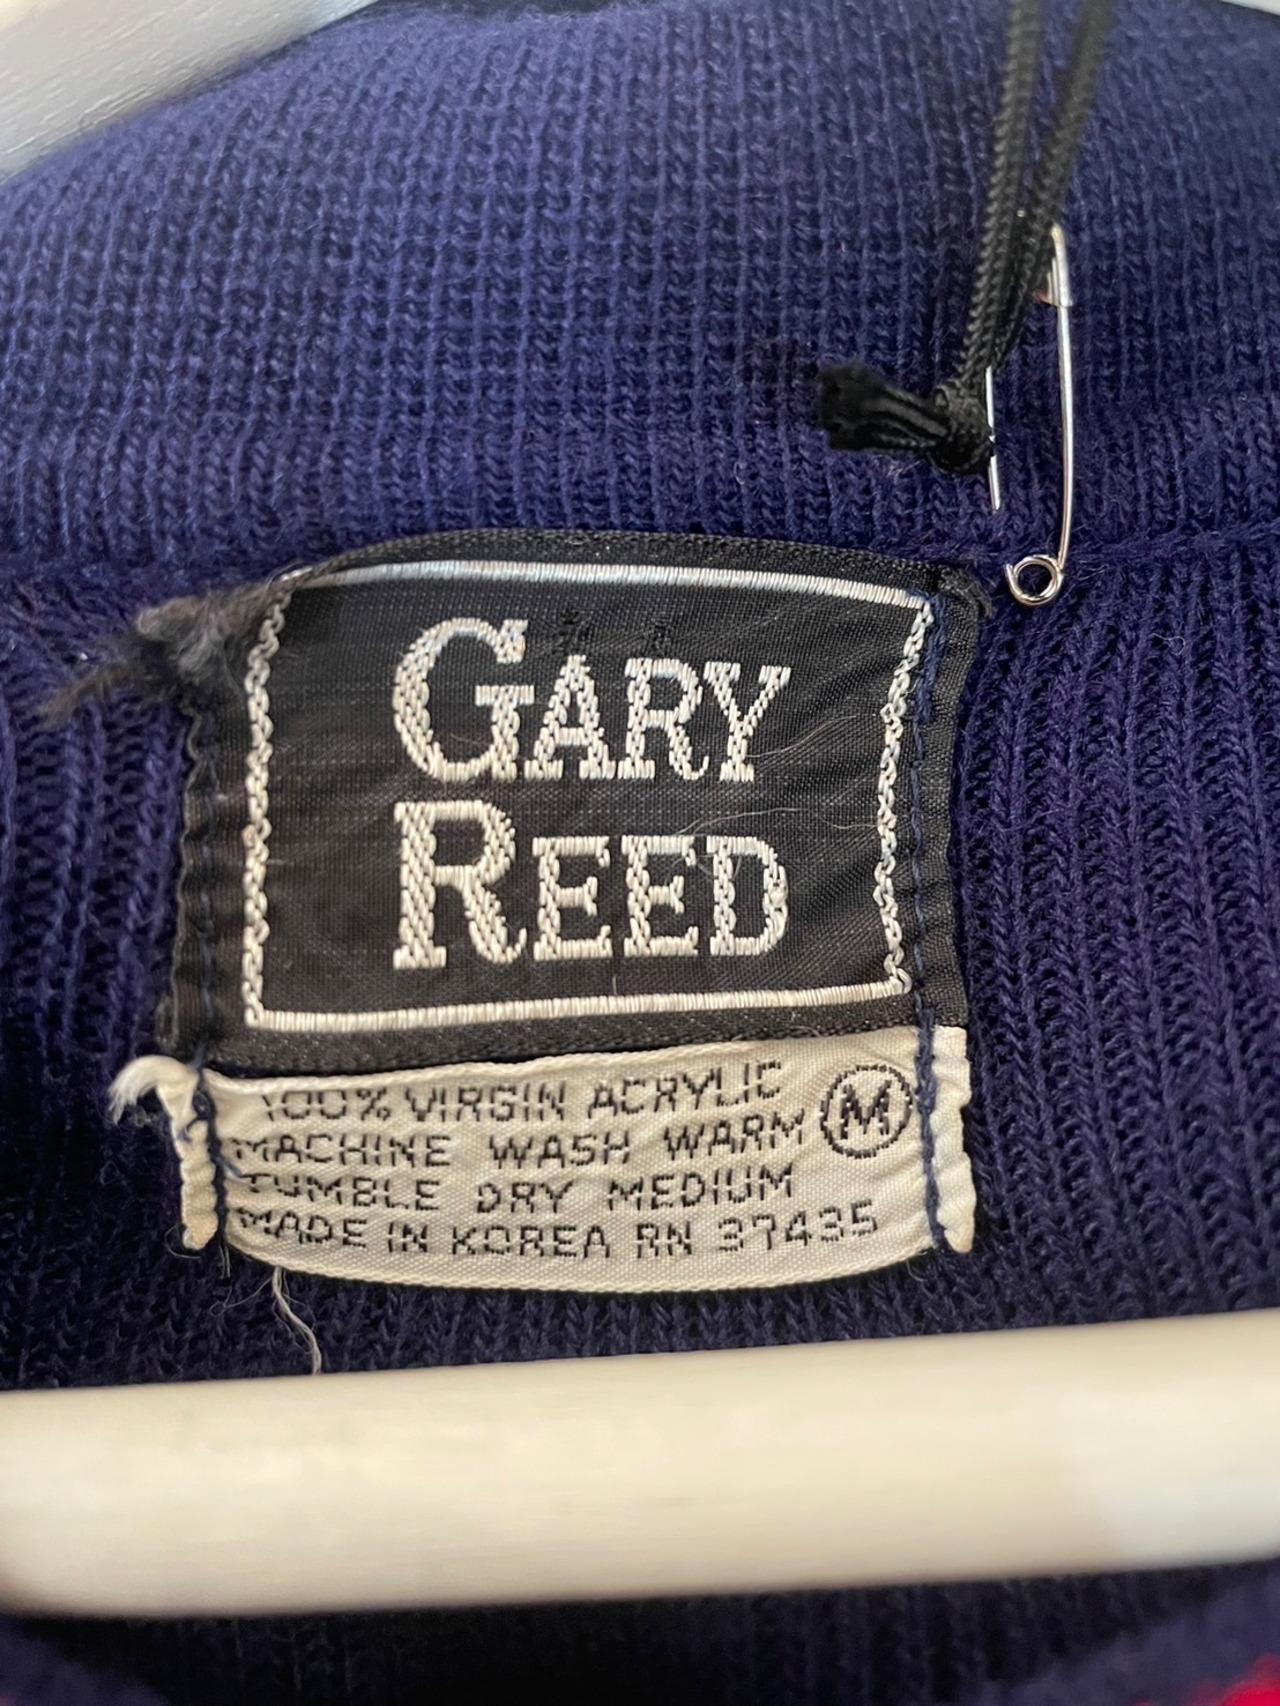 GARY
REED
100% VIRGIN ACRYLIC
MACHINE WASH WARM M
TUMBLE DRY MEDIUM
MADE IN KOREA RN 37435